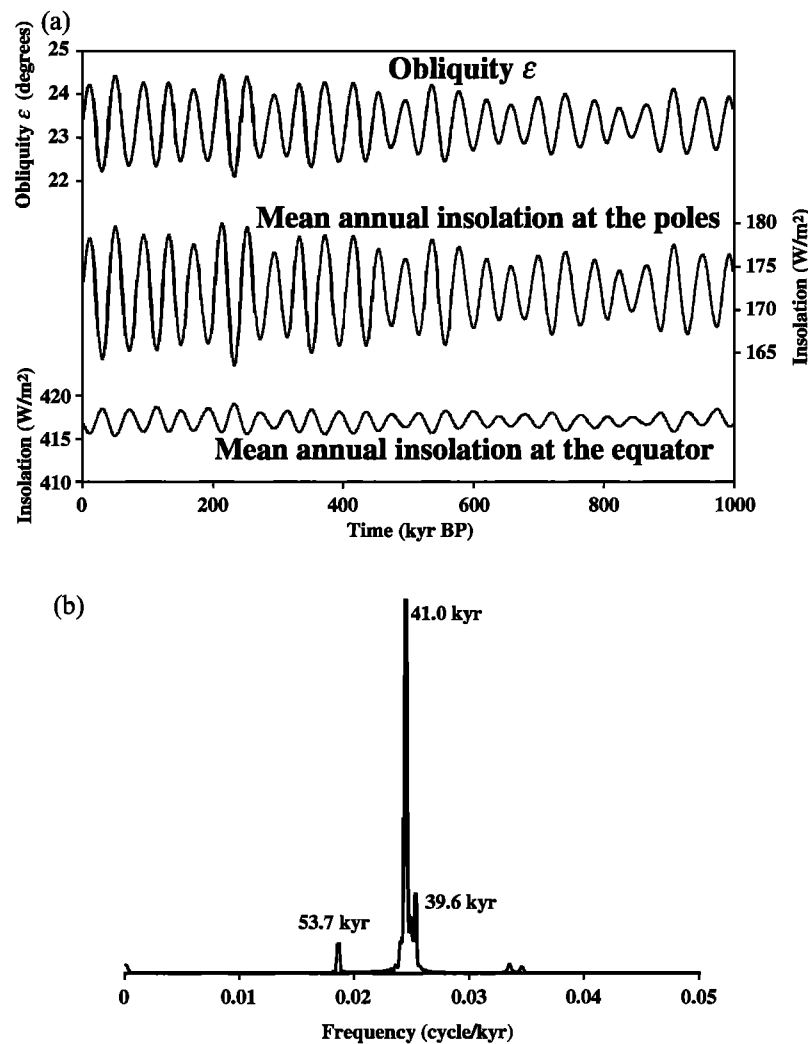 (a)
Obliquity ε (degrees)
25
24
23
22
Obliquity ε
Mean annual insolation at the poles
180
175
170
165
Insolation (W/m²)
Insolation (W/m²)
420
415
410
Mean annual insolation at the equator
0 200 400 600 800 1000
Time (kyr BP)
(b)
41.0 kyr
39.6 kyr
53.7 kyr
0 0.01 0.02 0.03 0.04 0.05
Frequency (cycle/kyr)